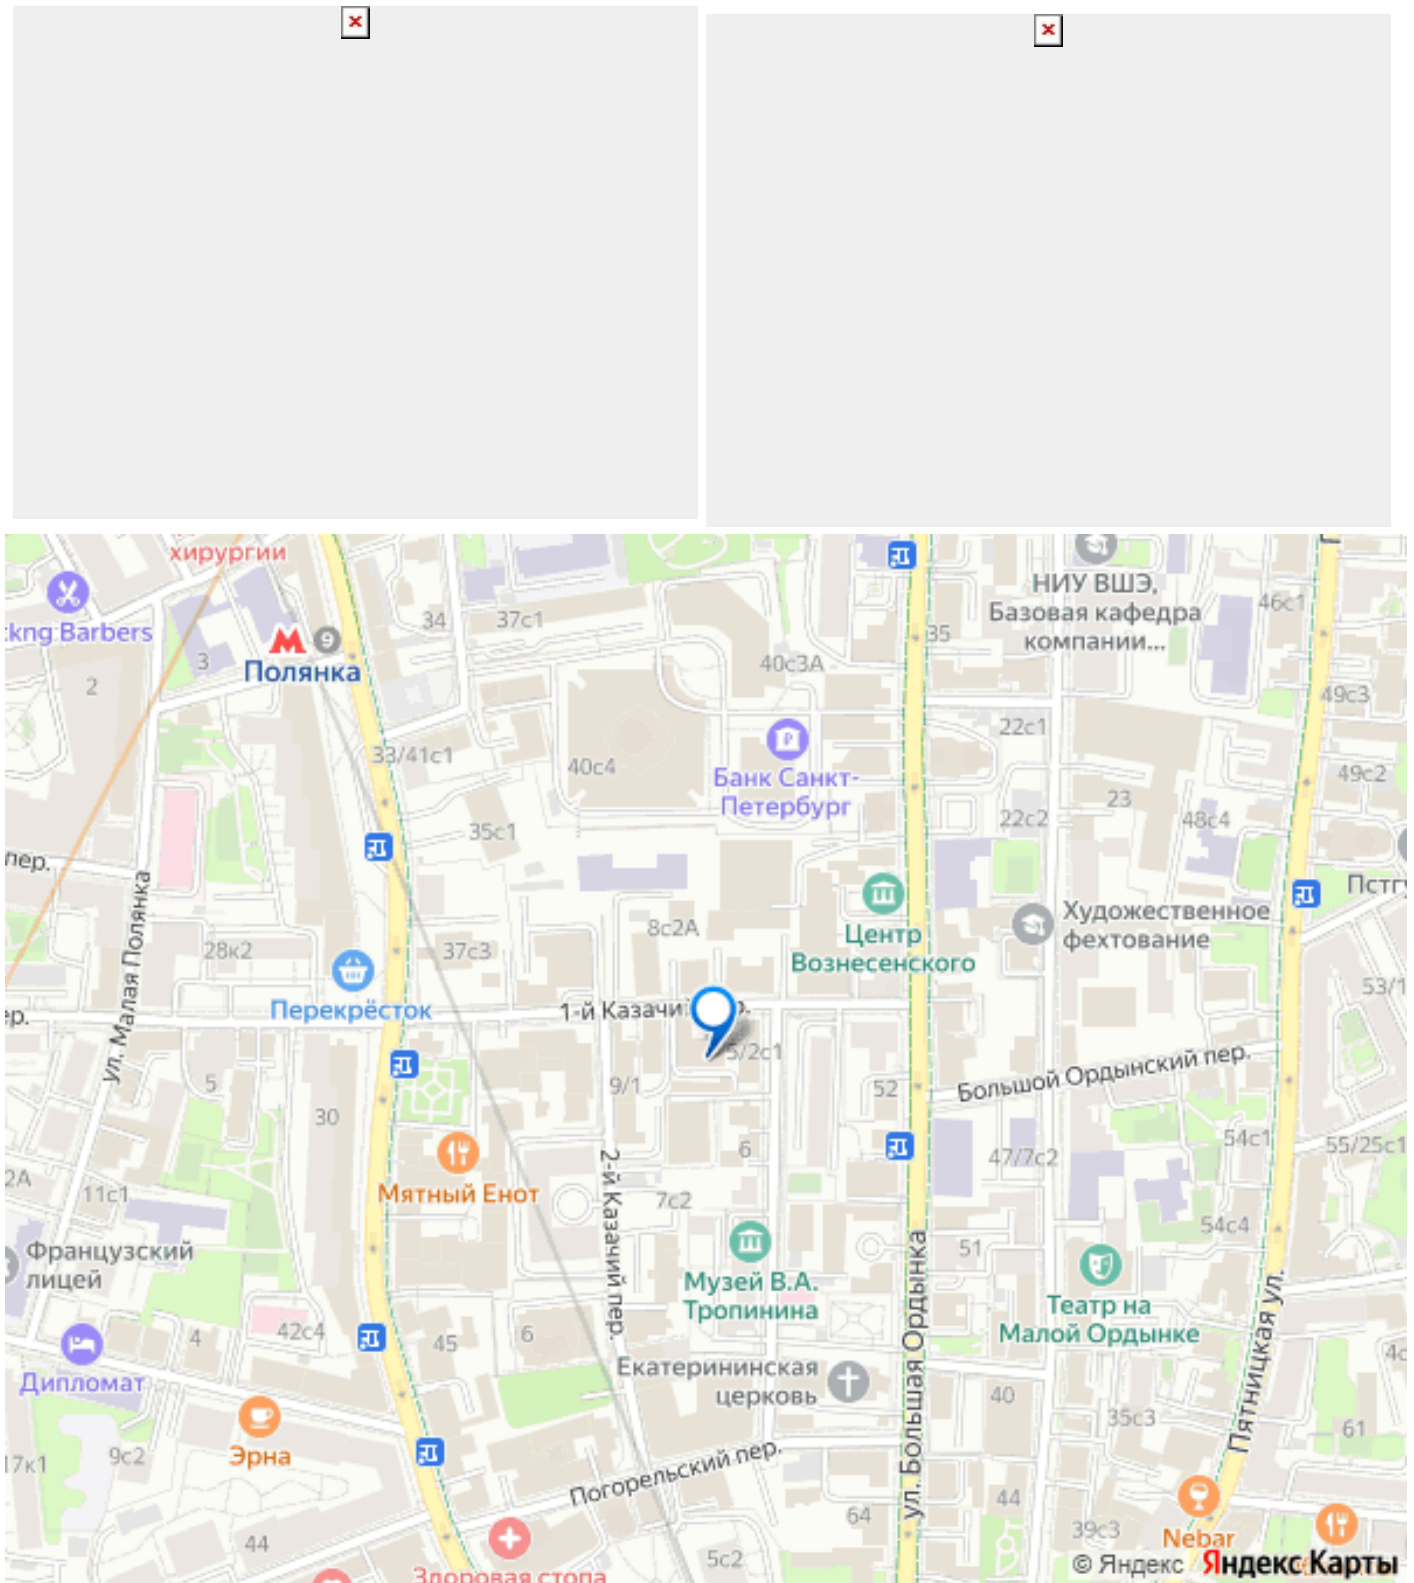 хирургии
НИУ ВШЭ,
Базовая кафедра
компании...
46с1
kng Barbers
34
37с1
35
3
9
Полянка
2
40с3А
49с3
22с1
33/41с1
40с4
Банк Санкт-
Петербург
49с2
23
22с2
48с4
35с1
пер.
ул. Малая Полянка
Художественное
фехтование
8с2А
Центр
Вознесенского
28к2
37с3
53/1
Перекрёсток
5/2с1
Большой Ордынский пер.
5
9/1
52
30
54с1
55/25с1
6
47/7с2
2А
11с1
Мятный Енот
7с2
2-й Казачий пер.
54с4
Французский
лицей
51
Музей В.А.
Тропинина
ул. Большая Ордынка
Театр на
Малой Ордынке
Пятницкая ул.
4
42с4
45
6
Дипломат
Екатерининская
церковь
40
35с3
61
Эрна
9с2
17к1
Погорельский пер.
64
44
39с3
Nebar
44
5с2
Здоровая стопа
© Яндекс Яндекс Карты